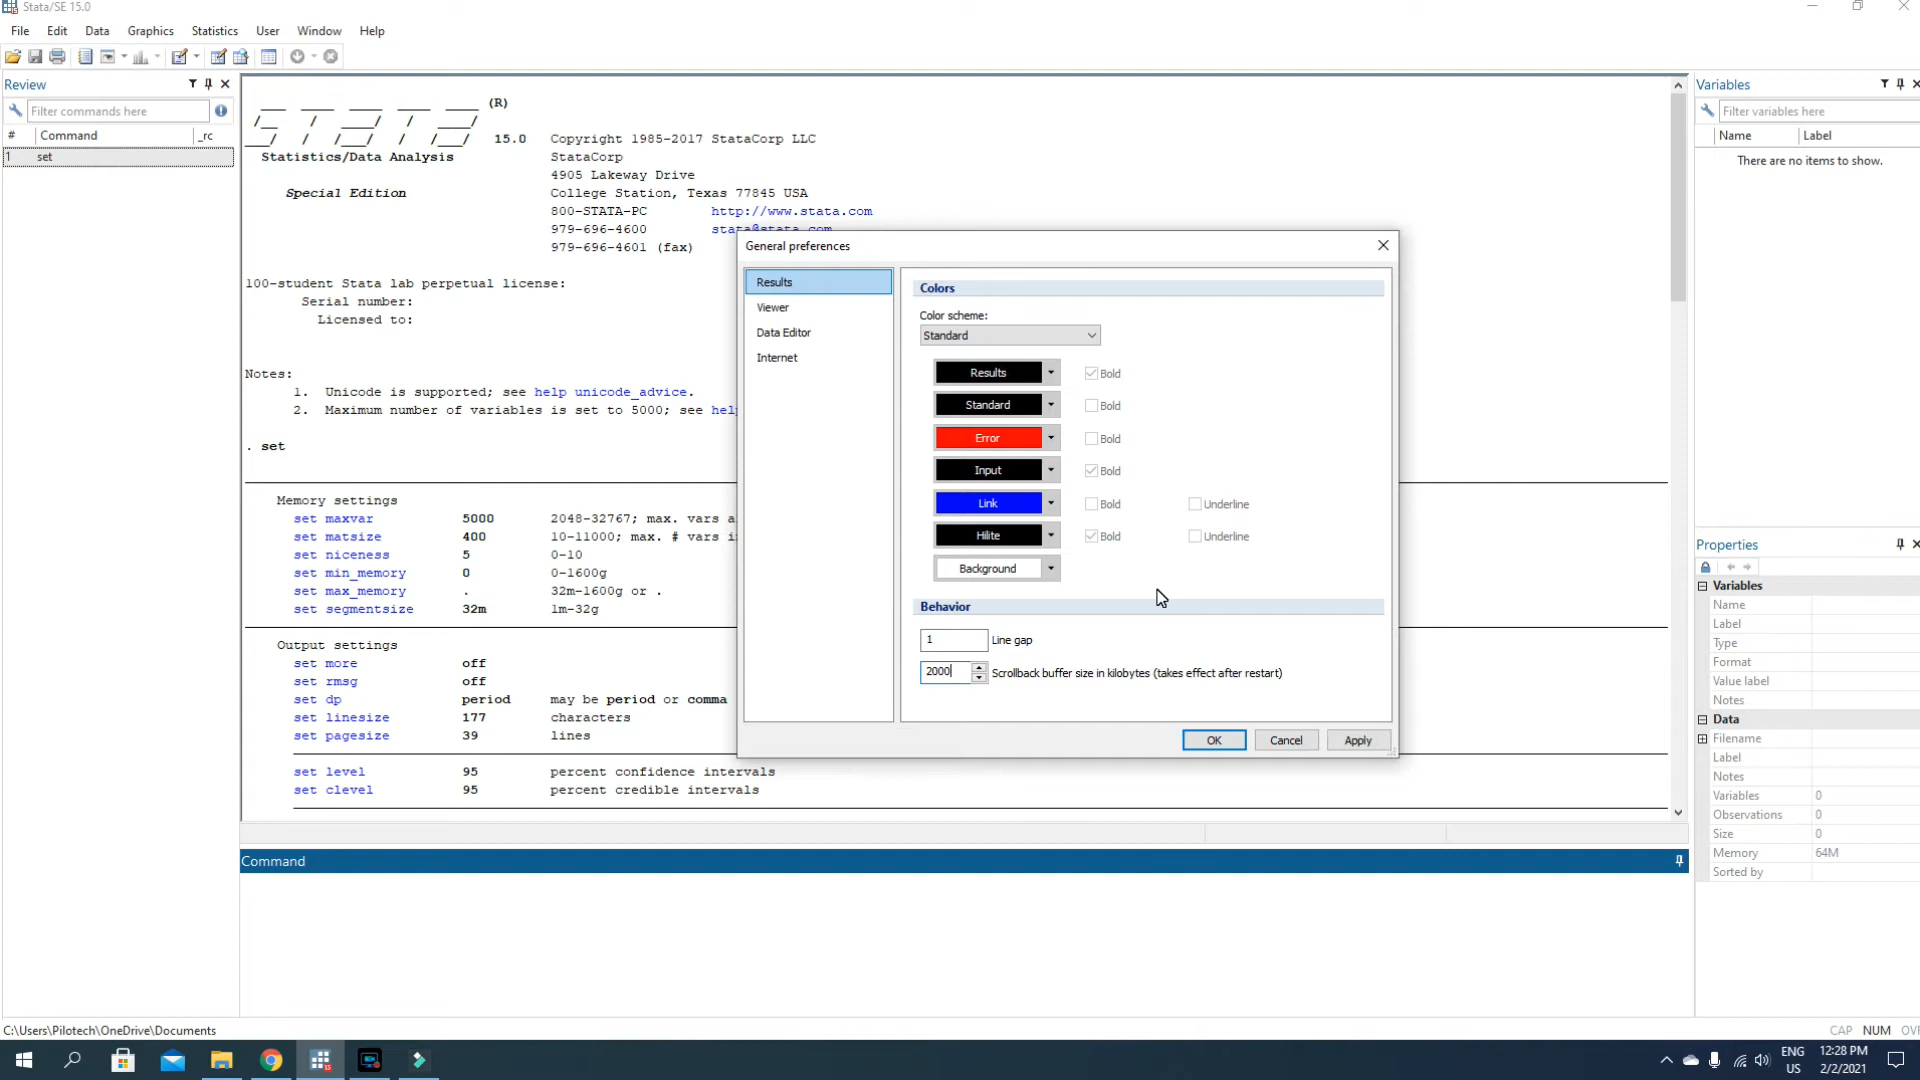 Stata/SE 15.0
File Edit Data Graphics Statistics User Window Help
Review
Filter commands here
# Command _rc
1 set
(R)
15.0 Copyright 1985-2017 StataCorp LLC
Statistics/Data Analysis StataCorp
4905 Lakeway Drive
Special Edition College Station, Texas 77845 USA
800-STATA-PC http://www.stata.com
979-696-4600 stata@stata.com
979-696-4601 (fax)
100-student Stata lab perpetual license:
Serial number:
Licensed to:
Notes:
1. Unicode is supported; see help unicode_advice.
2. Maximum number of variables is set to 5000; see hel
. set
Memory settings
set maxvar 5000 2048-32767; max. vars a
set matsize 400 10-11000; max. # vars i
set niceness 5 0-10
set min_memory 0 0-1600g
set max_memory . 32m-1600g or .
set segmentsize 32m 1m-32g
Output settings
set more off
set rmsg off
set dp period may be period or comma
set linesize 177 characters
set pagesize 39 lines
set level 95 percent confidence intervals
set clevel 95 percent credible intervals
General preferences
Results
Viewer
Data Editor
Internet
Colors
Color scheme:
Standard
Results Bold
Standard Bold
Error Bold
Input Bold
Link Bold Underline
Hilite Bold Underline
Background
Behavior
1 Line gap
2000 Scrollback buffer size in kilobytes (takes effect after restart)
OK Cancel Apply
Command
Variables
Filter variables here
Name Label
There are no items to show.
Properties
Variables
Name
Label
Type
Format
Value label
Notes
Data
Filename
Label
Notes
Variables 0
Observations 0
Size 0
Memory 64M
Sorted by
C:\Users\Pilotech\OneDrive\Documents
CAP NUM OVR
ENG
US
12:28 PM
2/2/2021